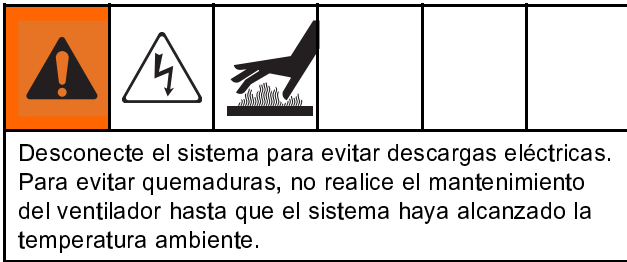 Desconecte el sistema para evitar descargas eléctricas.
Para evitar quemaduras, no realice el mantenimiento
del ventilador hasta que el sistema haya alcanzado la
temperatura ambiente.